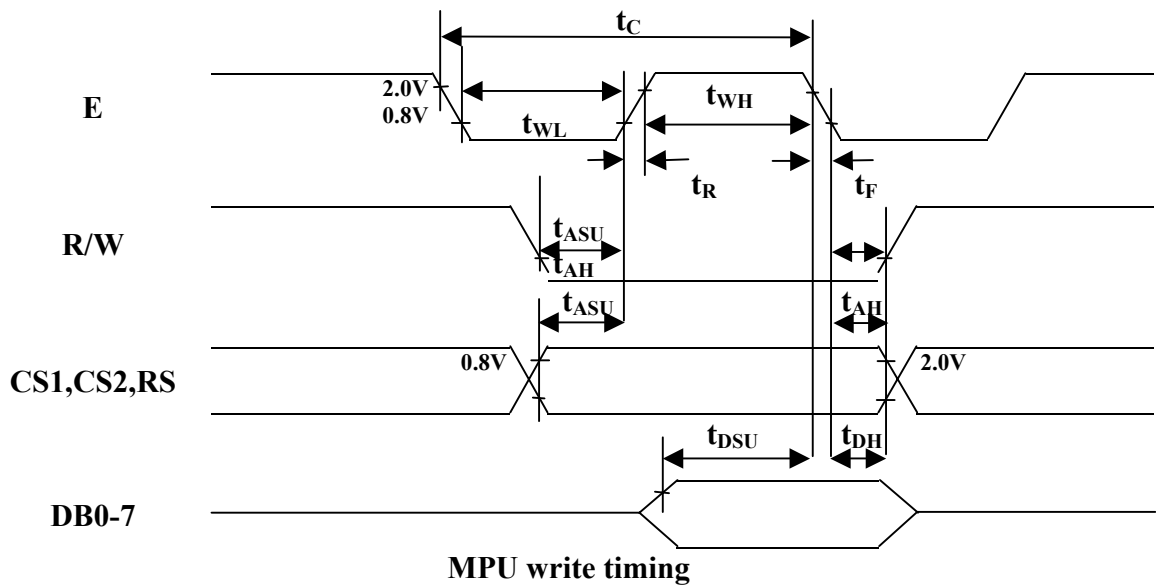 tC
E
2.0V
0.8V
tWL
tWH
tR
tF
R/W
tASU
tAH
tASU
tAH
CS1,CS2,RS
0.8V
2.0V
tDSU
tDH
DB0-7
MPU write timing